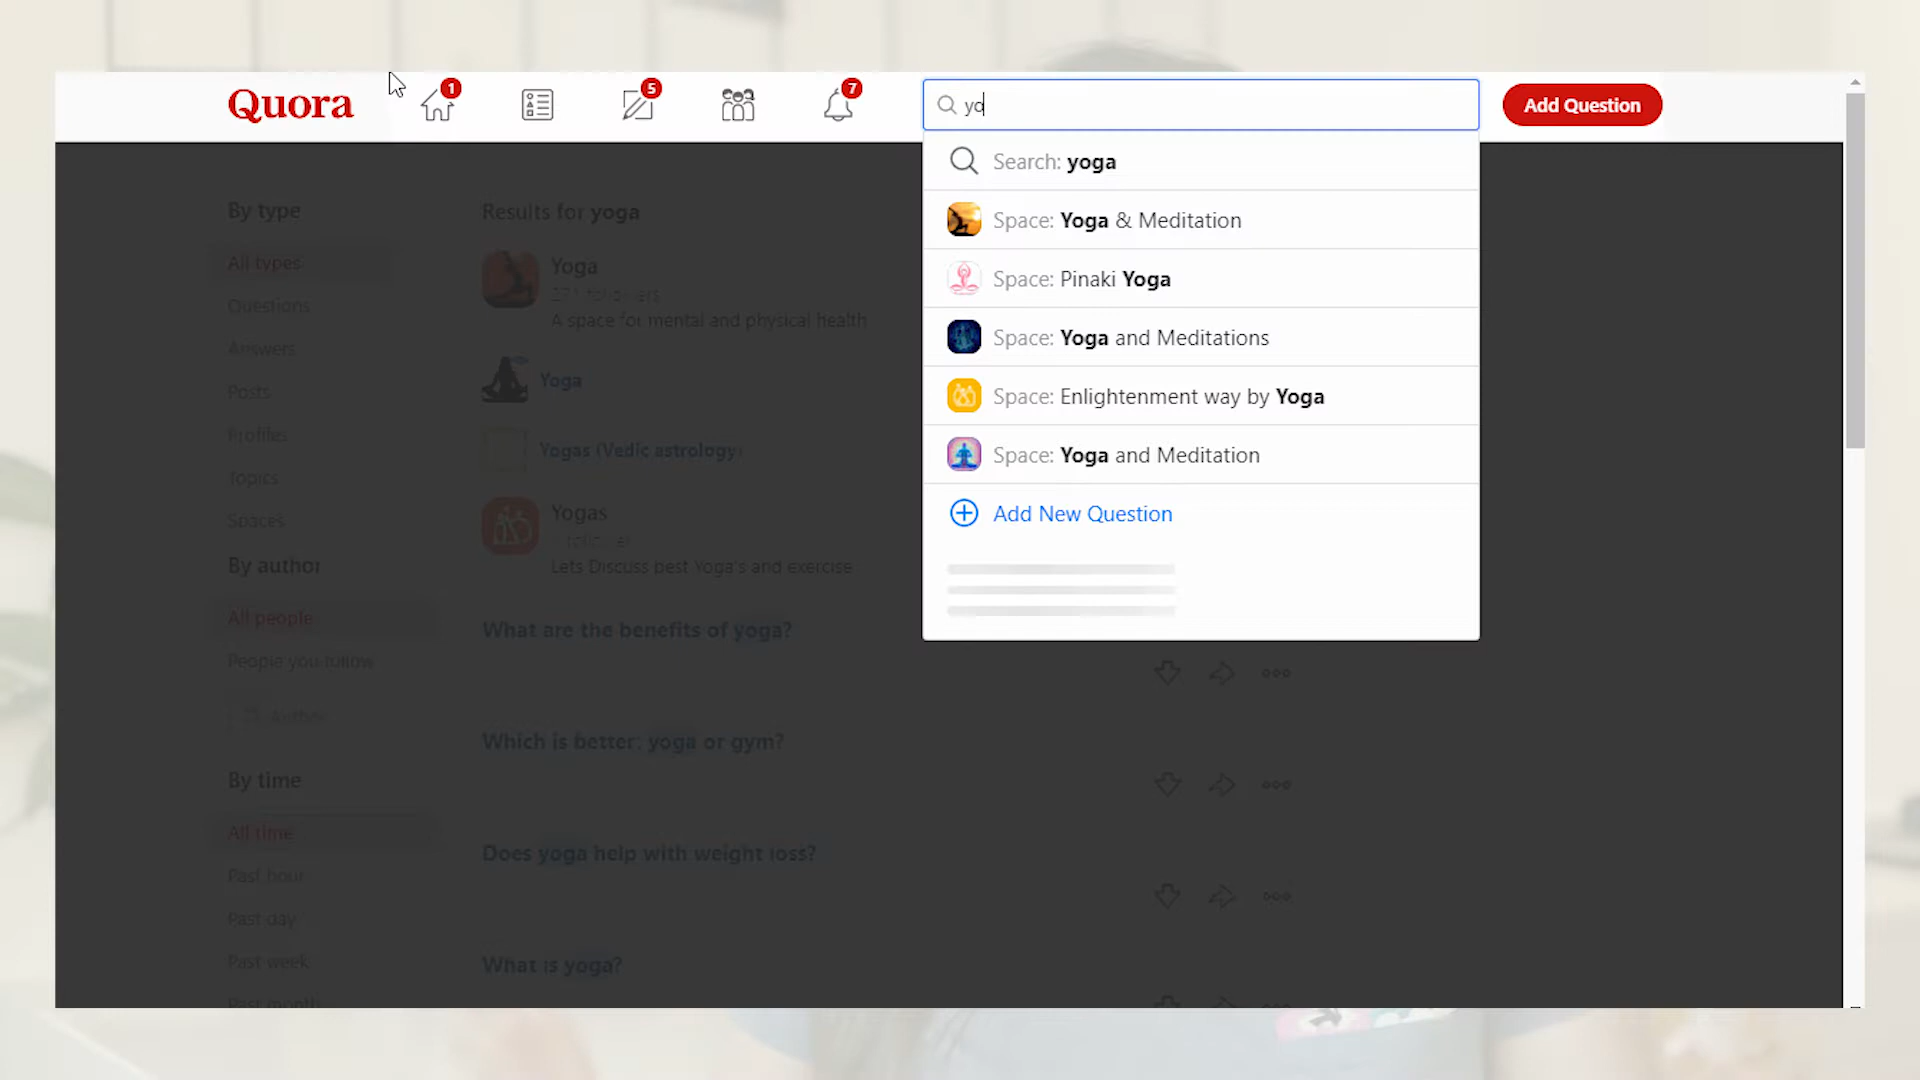 Quora
1
5
7
yo
Add Question
Search: yoga
Space: Yoga & Meditation
Space: Pinaki Yoga
Space: Yoga and Meditations
Space: Enlightenment way by Yoga
Space: Yoga and Meditation
Add New Question
By type
All types
Questions
Answers
Posts
Profiles
Topics
Spaces
By author
All people
People you follow
Author
By time
All time
Past hour
Past day
Past week
Past month
Results for yoga
Yoga
271 followers
A space for mental and physical health
Yoga
Yogas (Vedic astrology)
Yogas
Lets Discuss best Yoga's and exercise
What are the benefits of yoga?
Which is better: yoga or gym?
Does yoga help with weight loss?
What is yoga?